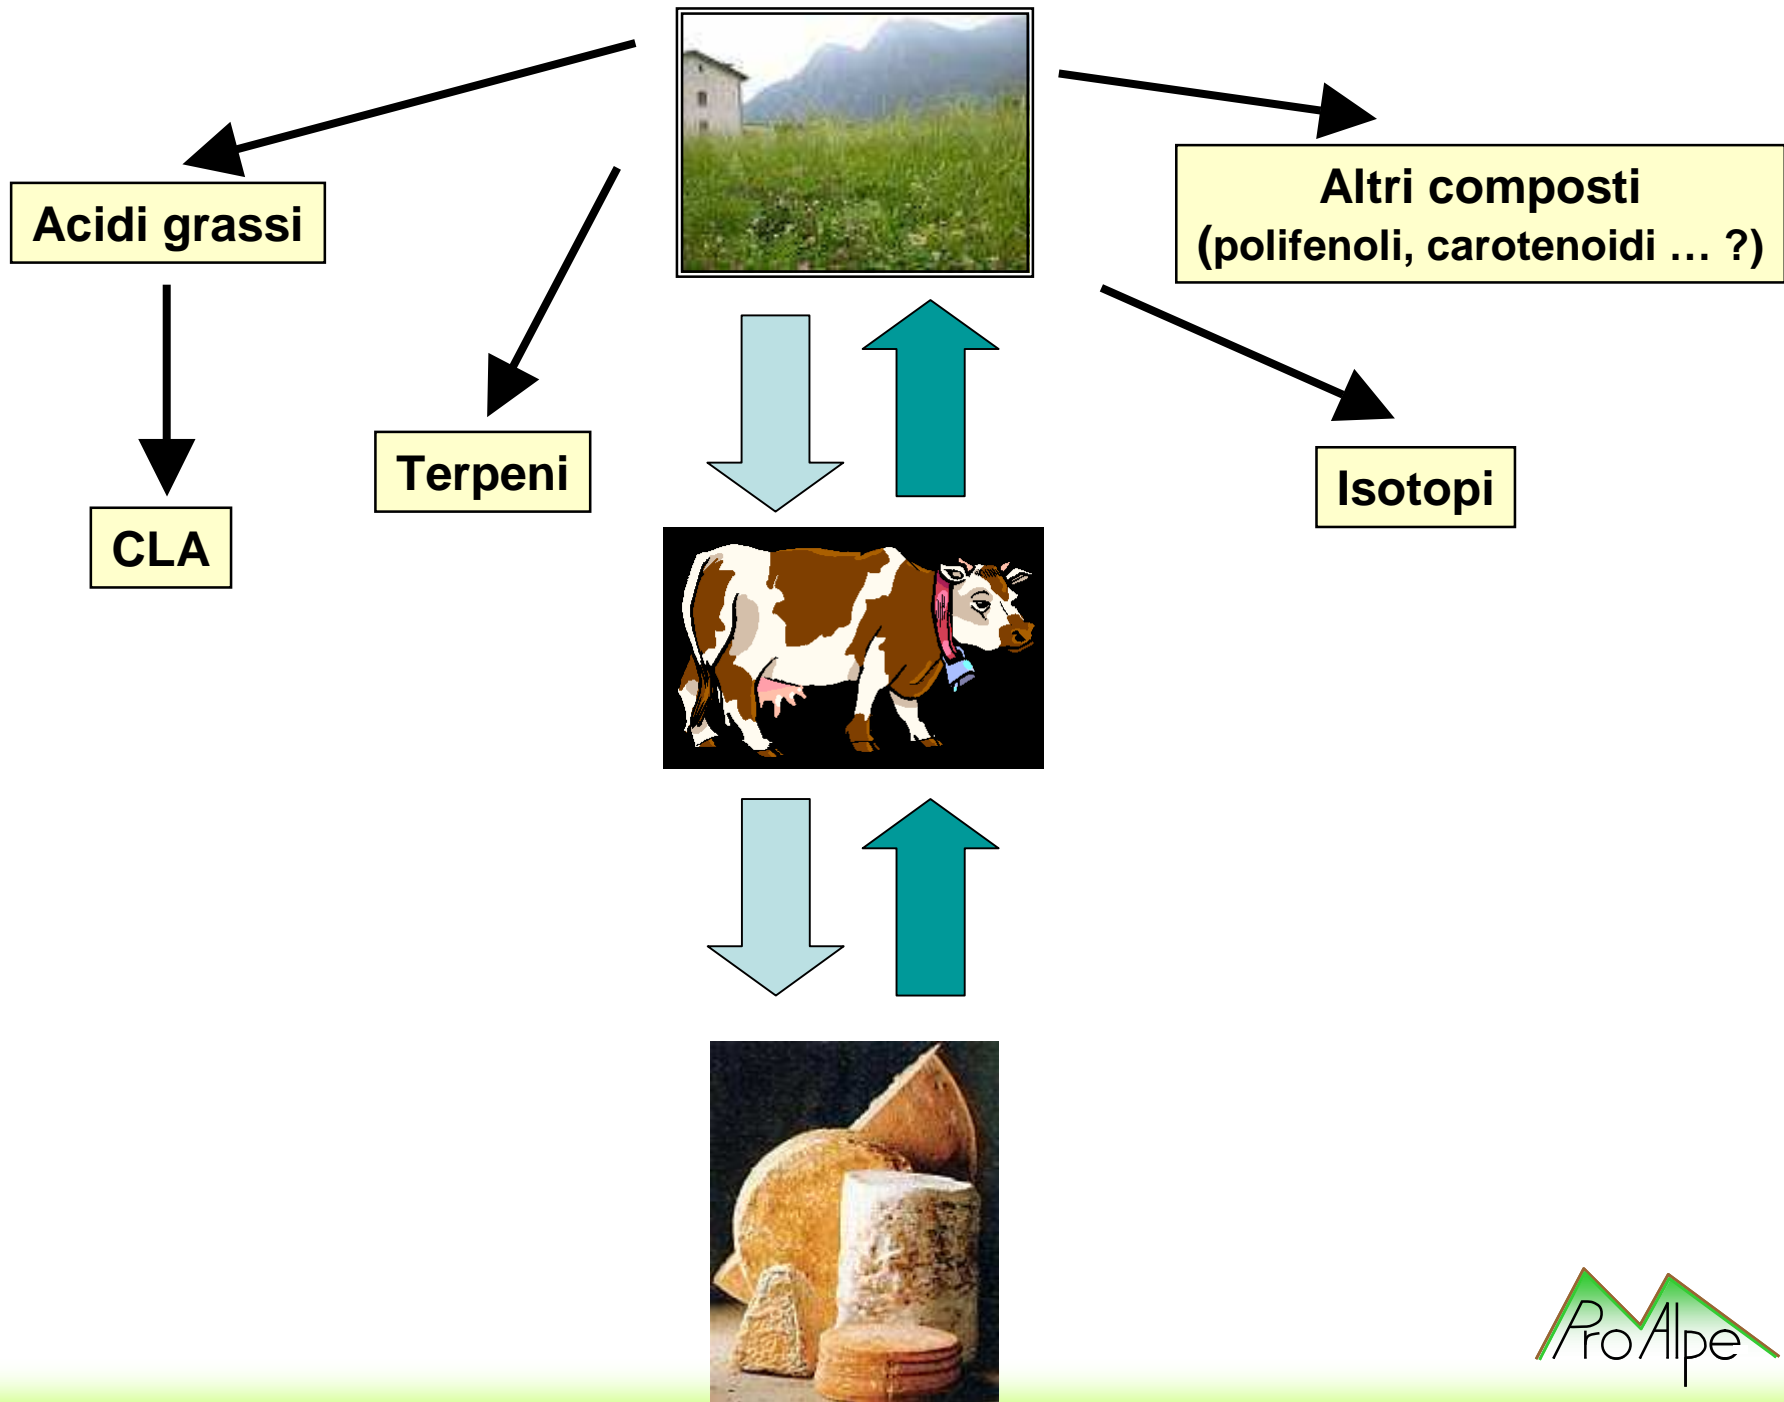 Acidi grassi
Altri composti
(polifenoli, carotenoidi … ?)
Terpeni
Isotopi
CLA
ProAlpe